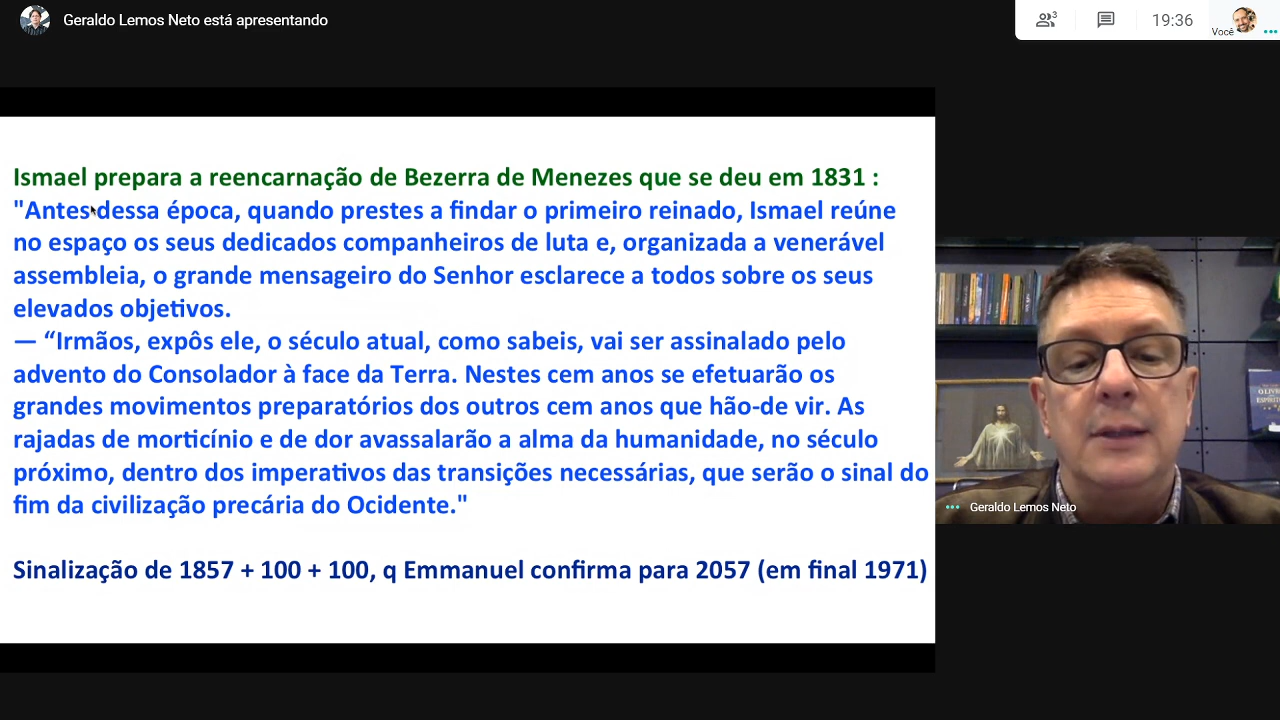 Geraldo Lemos Neto está apresentando
3
19:36
Você
Ismael prepara a reencarnação de Bezerra de Menezes que se deu em 1831 :
"Antes dessa época, quando prestes a findar o primeiro reinado, Ismael reúne
no espaço os seus dedicados companheiros de luta e, organizada a venerável
assembleia, o grande mensageiro do Senhor esclarece a todos sobre os seus
elevados objetivos.
— “Irmãos, expôs ele, o século atual, como sabeis, vai ser assinalado pelo
advento do Consolador à face da Terra. Nestes cem anos se efetuarão os
grandes movimentos preparatórios dos outros cem anos que hão-de vir. As
rajadas de morticínio e de dor avassalarão a alma da humanidade, no século
próximo, dentro dos imperativos das transições necessárias, que serão o sinal do
fim da civilização precária do Ocidente."
Sinalização de 1857 + 100 + 100, q Emmanuel confirma para 2057 (em final 1971)
Geraldo Lemos Neto